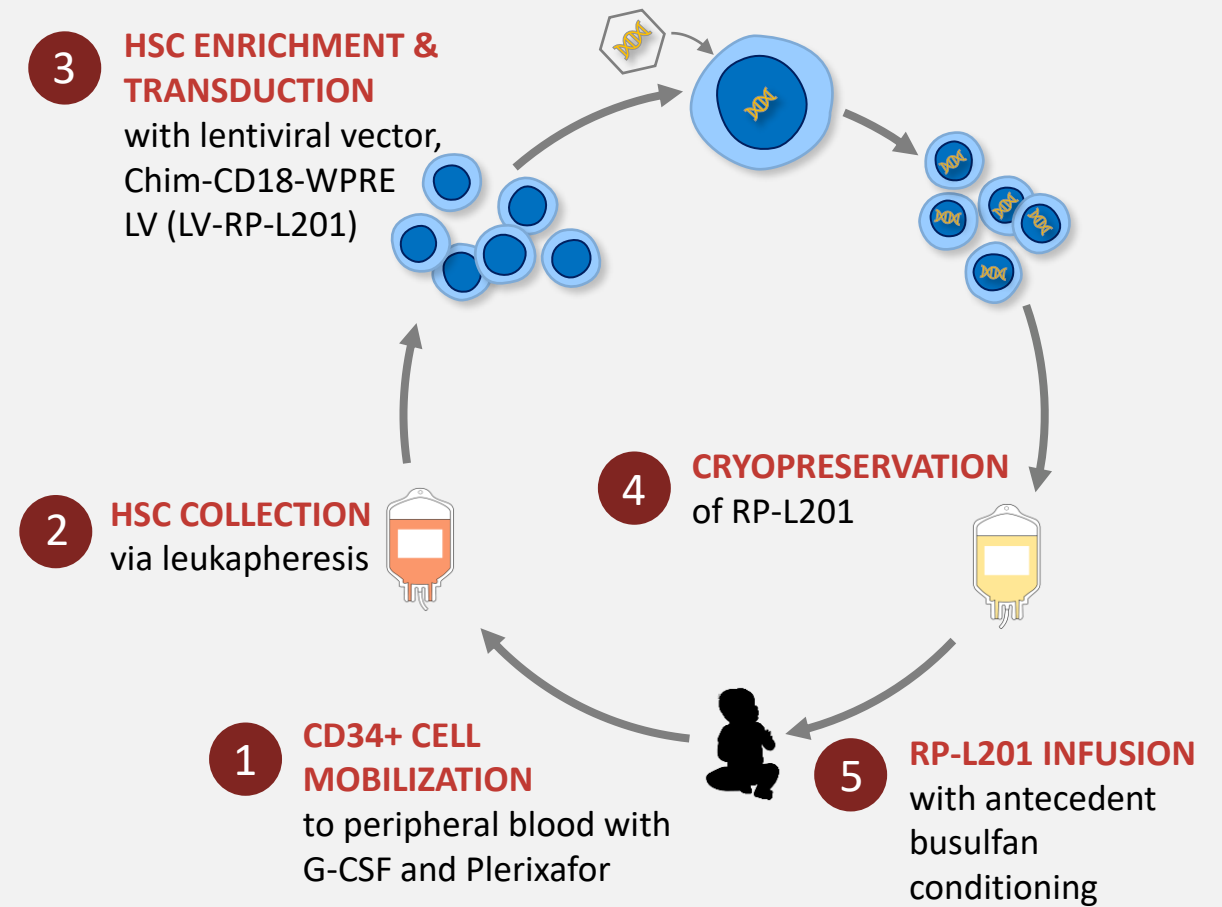 3
HSC ENRICHMENT &
TRANSDUCTION
with lentiviral vector,
Chim-CD18-WPRE
LV (LV-RP-L201)
4
CRYOPRESERVATION
of RP-L201
2
HSC COLLECTION
via leukapheresis
1
CD34+ CELL
MOBILIZATION
to peripheral blood with
G-CSF and Plerixafor
5
RP-L201 INFUSION
with antecedent
busulfan
conditioning